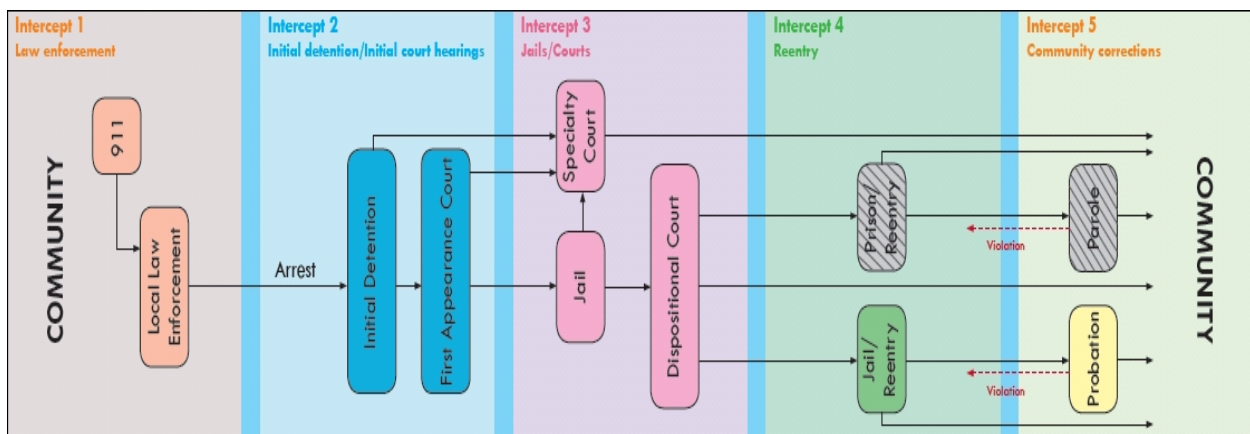 Intercept 1
Law enforcement
Intercept 2
Initial detention/Initial court hearings
Intercept 3
Jails/Courts
Intercept 4
Reentry
Intercept 5
Community corrections
COMMUNITY
911
Local Law
Enforcement
Arrest
Initial Detention
First Appearance Court
Specialty
Court
Jail
Dispositional Court
Prison/
Reentry
Violation
Parole
Jail/
Reentry
Violation
Probation
COMMUNITY